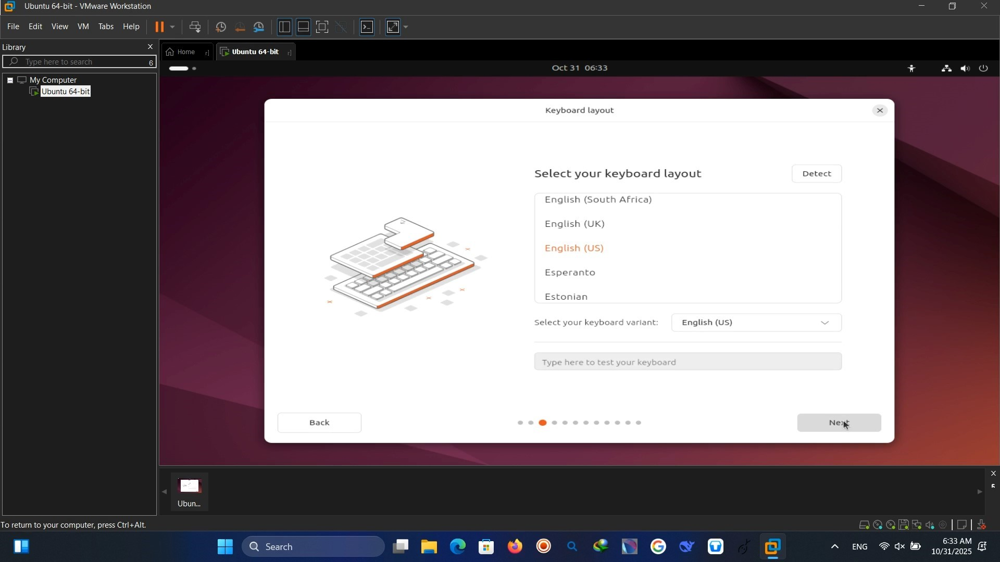 Ubuntu 64-bit - VMware Workstation
File Edit View VM Tabs Help
Library
Type here to search
My Computer
Ubuntu 64-bit
Home
Ubuntu 64-bit
Oct 31 06:33
Keyboard layout
Select your keyboard layout
Detect
English (South Africa)
English (UK)
English (US)
Esperanto
Estonian
Select your keyboard variant:
English (US)
Type here to test your keyboard
Back
Next
Ubun...
To return to your computer, press Ctrl+Alt.
Search
ENG
6:33 AM
10/31/2025